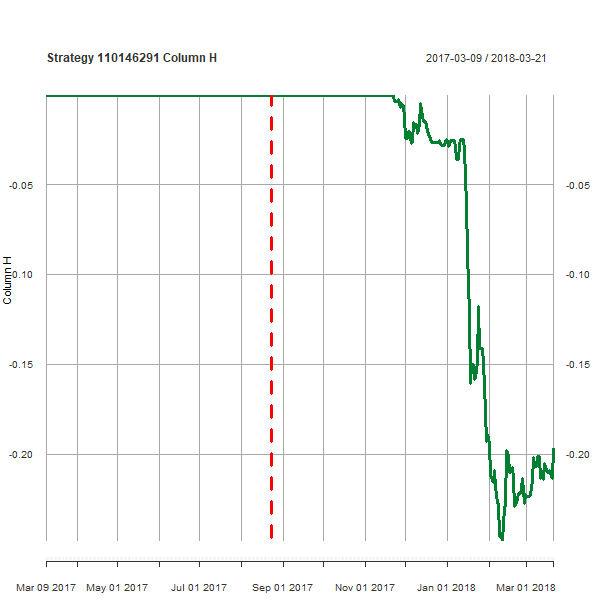 Strategy 110146291 Column H
2017-03-09 / 2018-03-21
-0.05 -0.05
-0.10 -0.10
Column H
-0.15 -0.15
-0.20 -0.20
Mar 09 2017 May 01 2017 Jul 01 2017 Sep 01 2017 Nov 01 2017 Jan 01 2018 Mar 01 2018